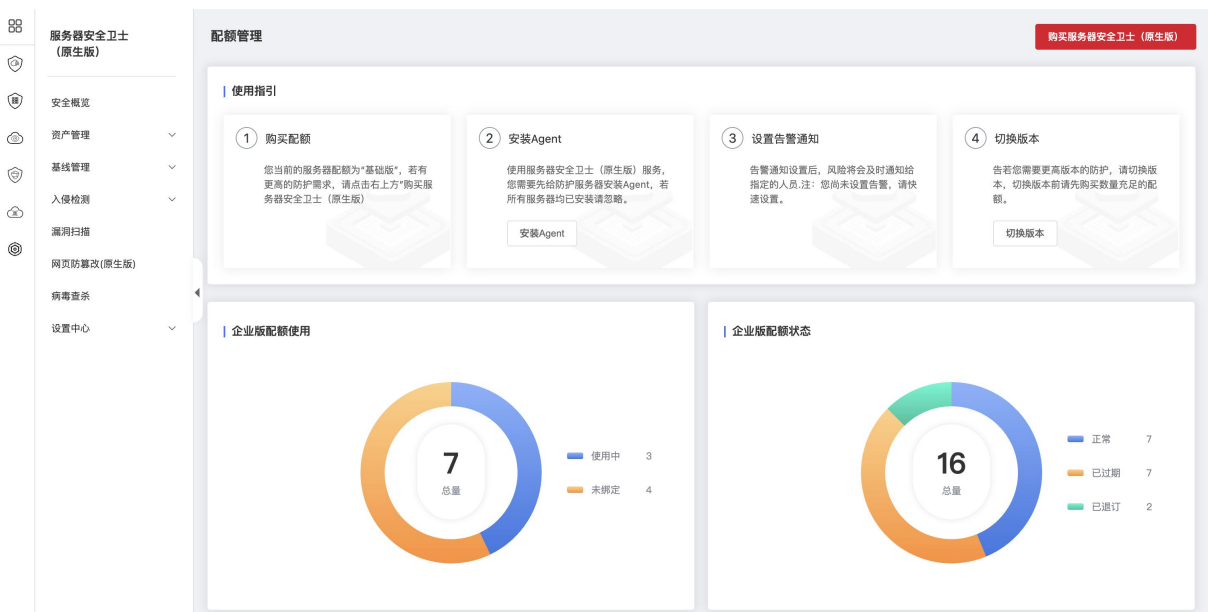 服务器安全卫士
（原生版）
安全概览
资产管理
基线管理
入侵检测
漏洞扫描
网页防篡改(原生版)
病毒查杀
设置中心
配额管理
购买服务器安全卫士（原生版）
使用指引
1 购买配额
您当前的服务器配额为“基础版”，若有
更高的防护需求，请点击右上方“购买服
务器安全卫士（原生版）
2 安装Agent
使用服务器安全卫士（原生版）服务，
您需要先给防护服务器安装Agent，若
所有服务器均已安装请忽略。
安装Agent
3 设置告警通知
告警通知设置后，风险将会及时通知给
指定的人员.注：您尚未设置告警，请快
速设置。
4 切换版本
告若您需要更高版本的防护，请切换版
本，切换版本前请先购买数量充足的配
额。
切换版本
企业版配额使用
7
总量
使用中 3
未绑定 4
企业版配额状态
16
总量
正常 7
已过期 7
已退订 2